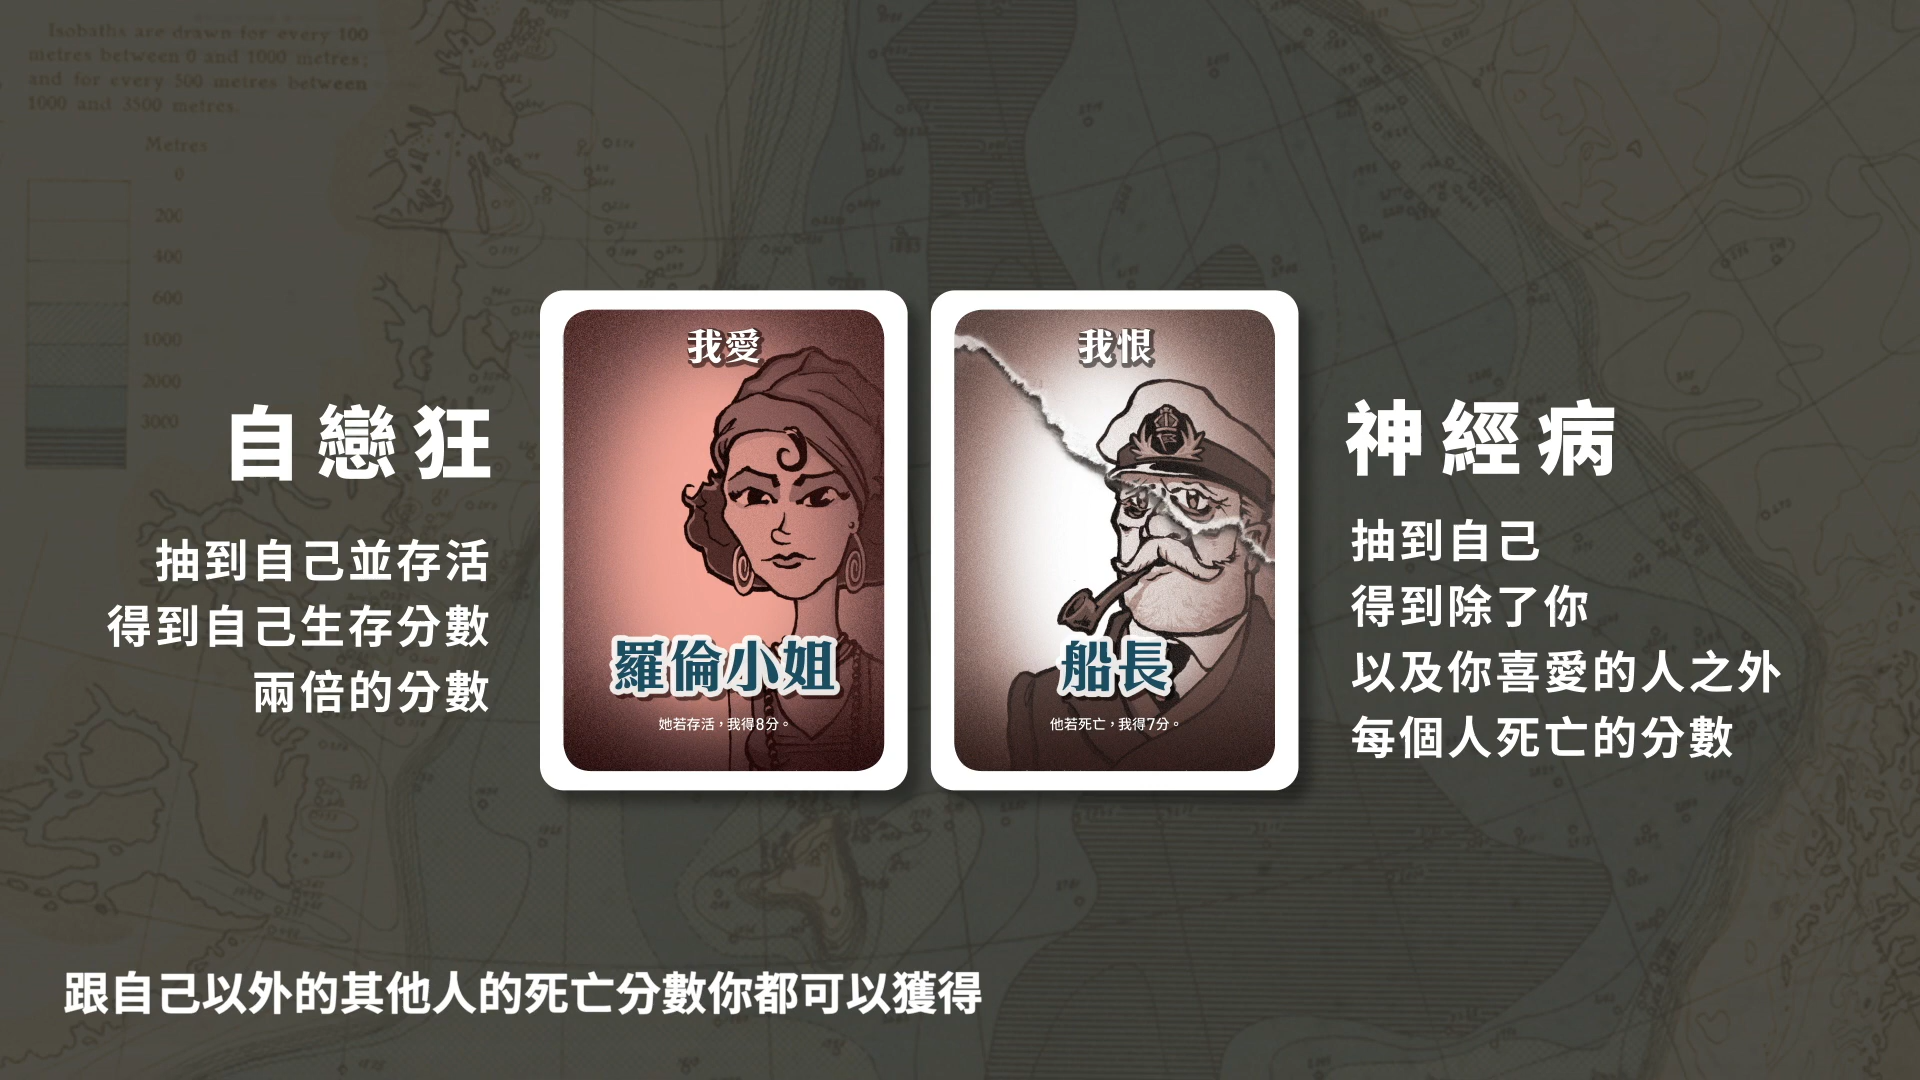 Isobaths are drawn for every 100
metres between 0 and 1000 metres;
and for every 500 metres between
1000 and 3500 metres.
Metres
0
200
400
600
1000
2000
3000
自戀狂
抽到自己並存活
得到自己生存分數
兩倍的分數
我愛
羅倫小姐
她若存活，我得8分。
我恨
船長
他若死亡，我得7分。
神經病
抽到自己
得到除了你
以及你喜愛的人之外
每個人死亡的分數
跟自己以外的其他人的死亡分數你都可以獲得